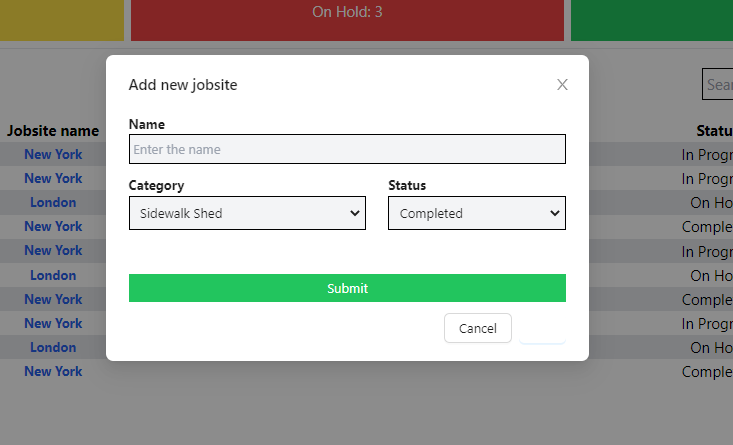 On Hold: 3
Add new jobsite
X
Sear
Name
Enter the name
Jobsite name
Statu
New York
In Progr
New York
In Progr
Category
Status
London
On Ho
Sidewalk Shed
Completed
New York
Comple
New York
In Progr
London
On Ho
New York
Comple
Submit
New York
In Progr
Cancel
London
On Ho
New York
Comple